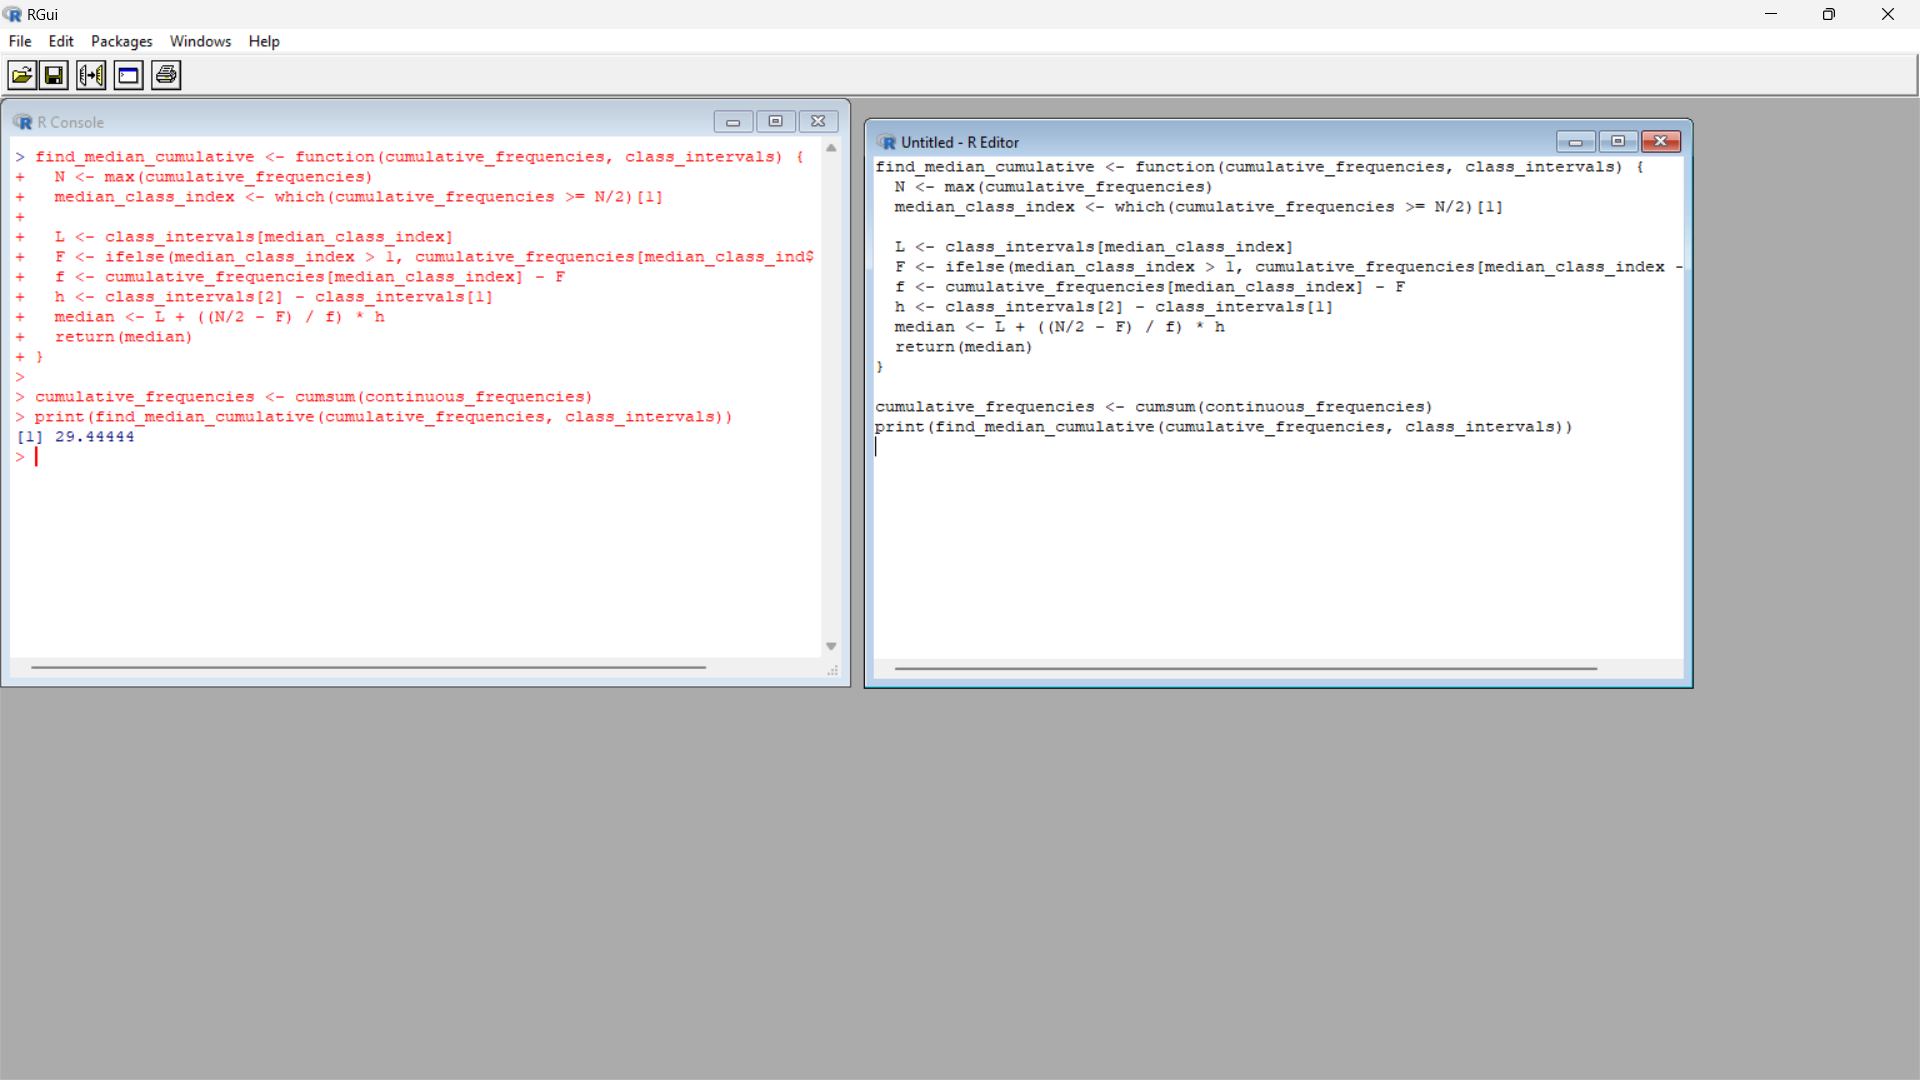 RGui
File Edit Packages Windows Help
R Console
> find_median_cumulative <- function(cumulative_frequencies, class_intervals) {
+   N <- max(cumulative_frequencies)
+   median_class_index <- which(cumulative_frequencies >= N/2)[1]
+
+   L <- class_intervals[median_class_index]
+   F <- ifelse(median_class_index > 1, cumulative_frequencies[median_class_ind$
+   f <- cumulative_frequencies[median_class_index] - F
+   h <- class_intervals[2] - class_intervals[1]
+   median <- L + ((N/2 - F) / f) * h
+   return(median)
+ }
>
> cumulative_frequencies <- cumsum(continuous_frequencies)
> print(find_median_cumulative(cumulative_frequencies, class_intervals))
[1] 29.44444
>
Untitled - R Editor
find_median_cumulative <- function(cumulative_frequencies, class_intervals) {
  N <- max(cumulative_frequencies)
  median_class_index <- which(cumulative_frequencies >= N/2)[1]
  L <- class_intervals[median_class_index]
  F <- ifelse(median_class_index > 1, cumulative_frequencies[median_class_index -
  f <- cumulative_frequencies[median_class_index] - F
  h <- class_intervals[2] - class_intervals[1]
  median <- L + ((N/2 - F) / f) * h
  return(median)
}
cumulative_frequencies <- cumsum(continuous_frequencies)
print(find_median_cumulative(cumulative_frequencies, class_intervals))